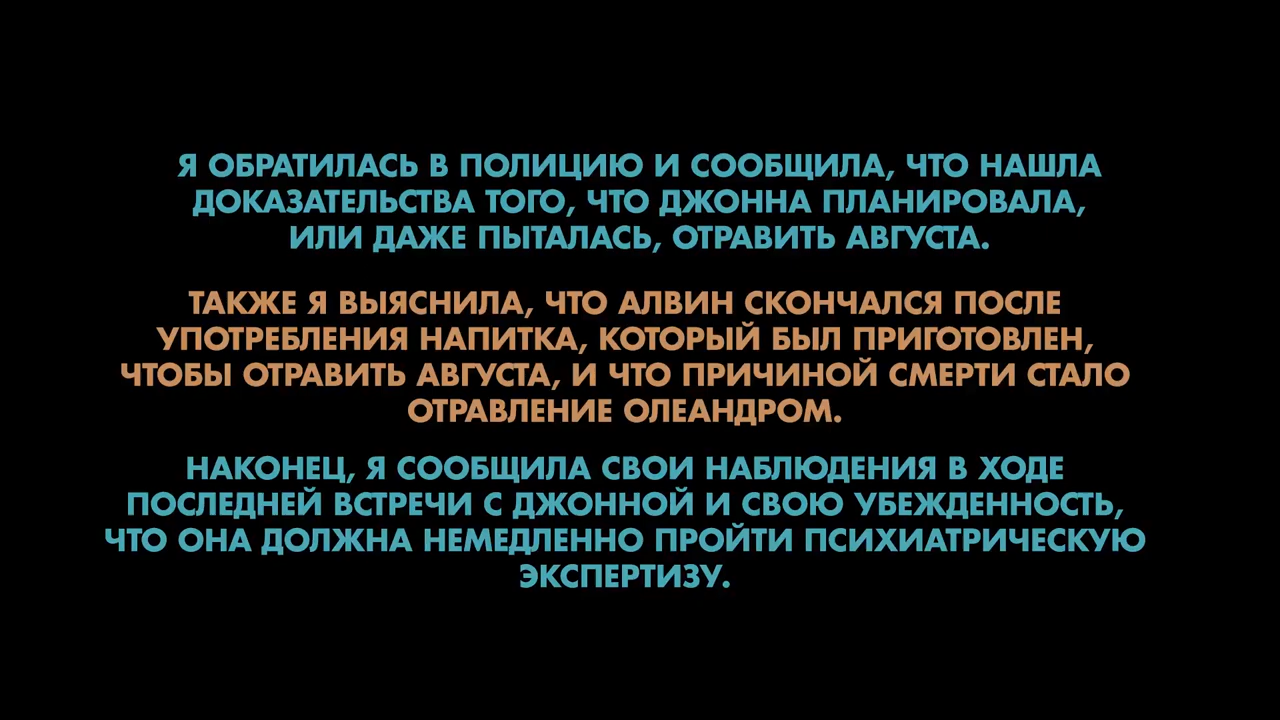 Я ОБРАТИЛАСЬ В ПОЛИЦИЮ И СООБЩИЛА, ЧТО НАШЛА
ДОКАЗАТЕЛЬСТВА ТОГО, ЧТО ДЖОННА ПЛАНИРОВАЛА,
ИЛИ ДАЖЕ ПЫТАЛАСЬ, ОТРАВИТЬ АВГУСТА.
ТАКЖЕ Я ВЫЯСНИЛА, ЧТО АЛВИН СКОНЧАЛСЯ ПОСЛЕ
УПОТРЕБЛЕНИЯ НАПИТКА, КОТОРЫЙ БЫЛ ПРИГОТОВЛЕН,
ЧТОБЫ ОТРАВИТЬ АВГУСТА, И ЧТО ПРИЧИНОЙ СМЕРТИ СТАЛО
ОТРАВЛЕНИЕ ОЛЕАНДРОМ.
НАКОНЕЦ, Я СООБЩИЛА СВОИ НАБЛЮДЕНИЯ В ХОДЕ
ПОСЛЕДНЕЙ ВСТРЕЧИ С ДЖОННОЙ И СВОЮ УБЕЖДЕННОСТЬ,
ЧТО ОНА ДОЛЖНА НЕМЕДЛЕННО ПРОЙТИ ПСИХИАТРИЧЕСКУЮ
ЭКСПЕРТИЗУ.